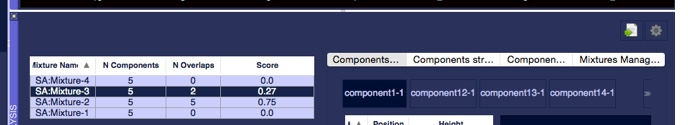 Components... Components str... Componen... Mixtures Manag...
Mixture Name N Components N Overlaps Score
SA:Mixture-4 5 0 0.0
SA:Mixture-3 5 2 0.27
SA:Mixture-2 5 5 0.75
SA:Mixture-1 5 0 0.0
component1-1 component12-1 component13-1 component14-1
Position Height
YSIS